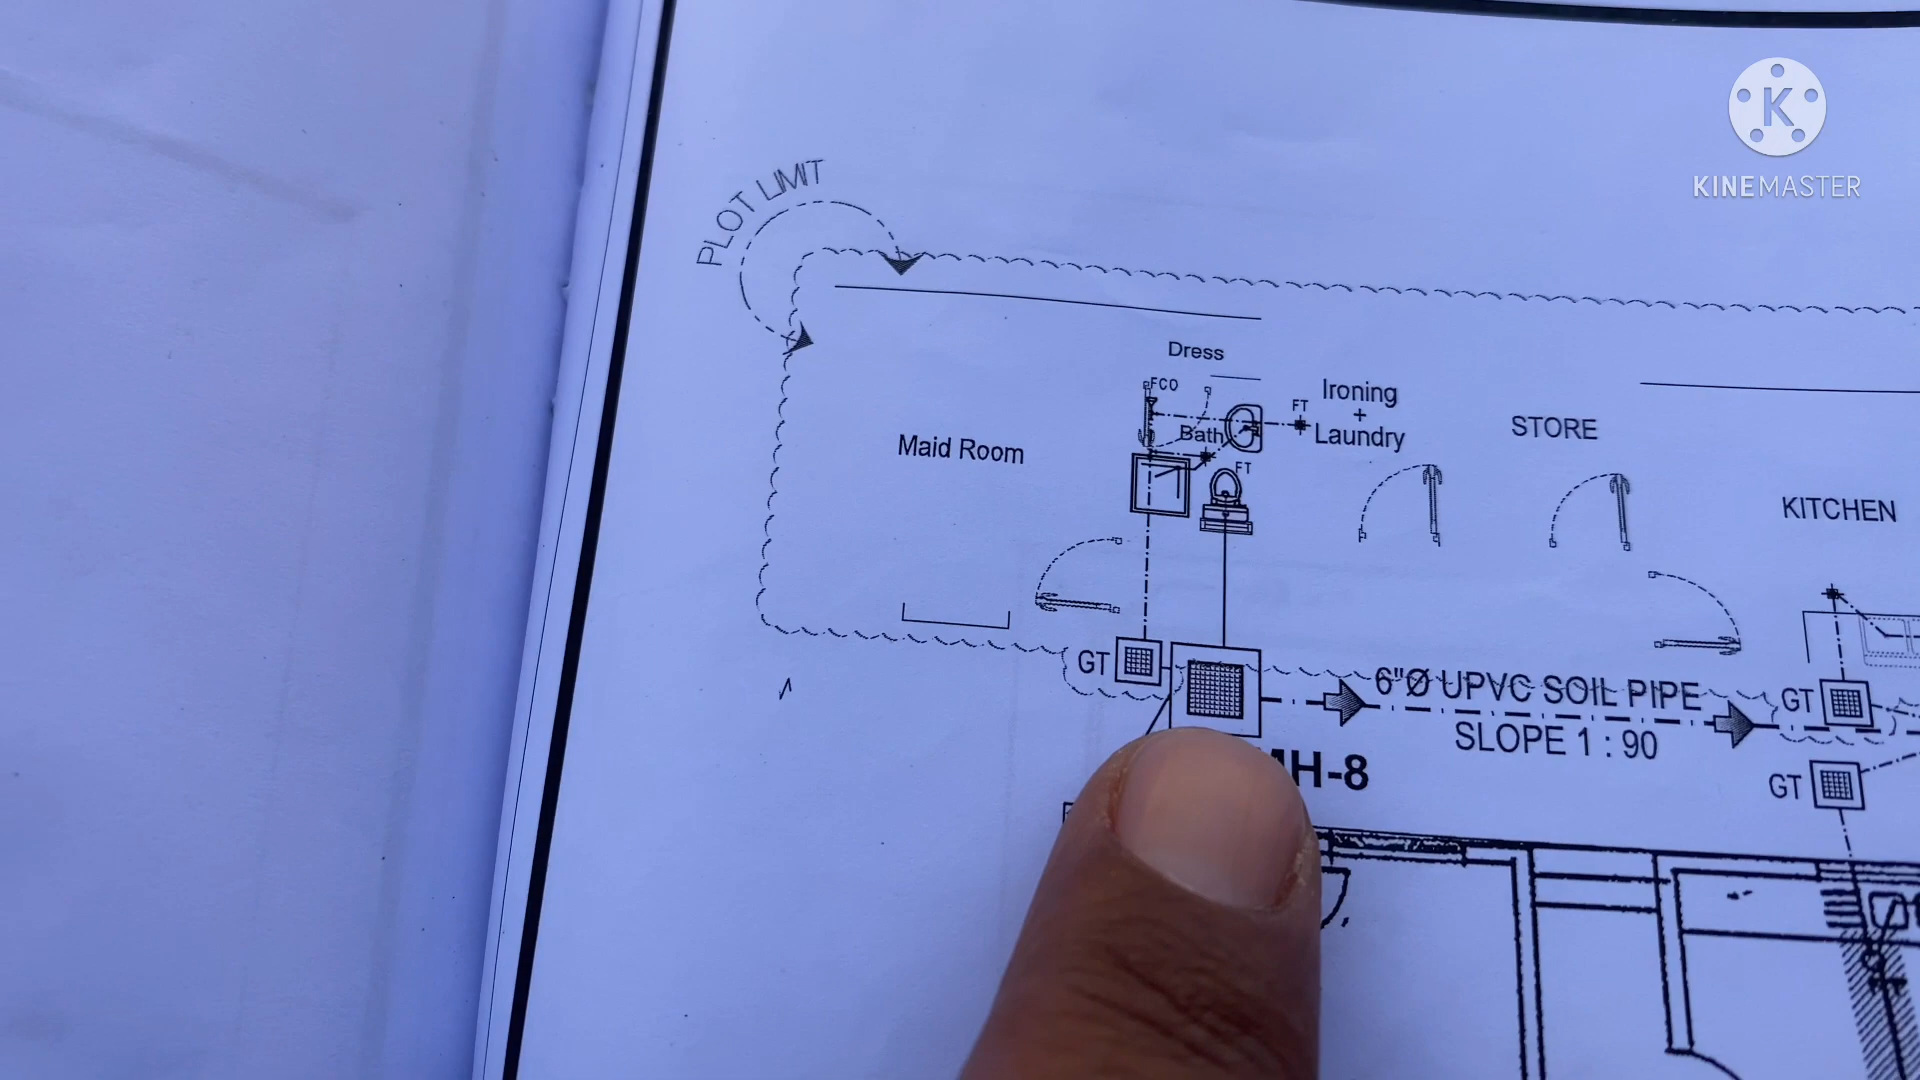 K
KINEMASTER
PLOT LIMIT
Dress
FCO
Ironing
+
Laundry
FT
STORE
Bath
Maid Room
FT
KITCHEN
GT
6"Ø UPVC SOIL PIPE
SLOPE 1 : 90
GT
MH-8
GT